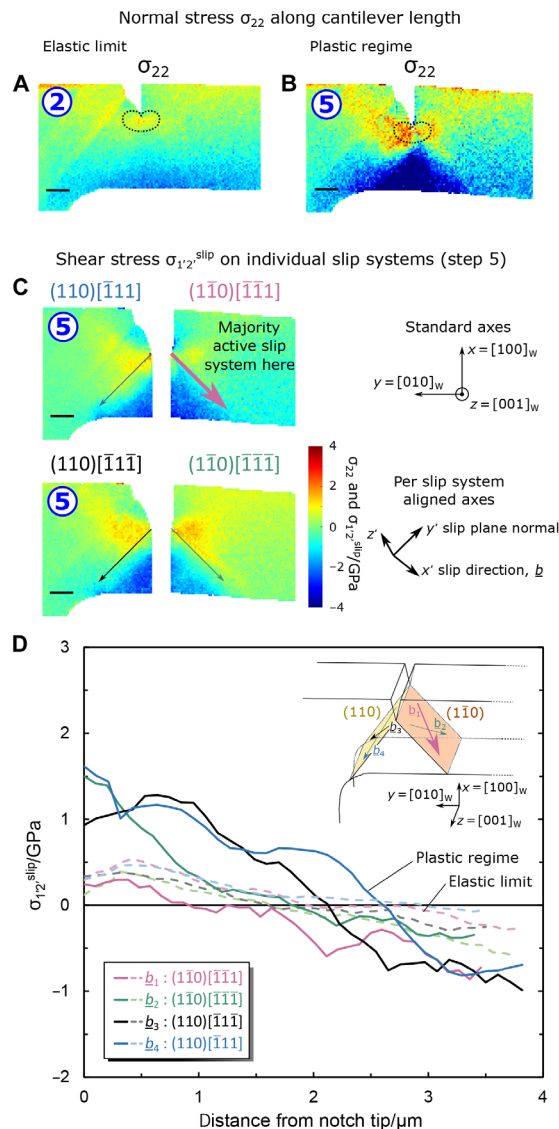 Normal stress σ₂₂ along cantilever length
Elastic limit
Plastic regime
σ₂₂
σ₂₂
A
B
2
5
Shear stress σ₁'₂'ˢˡⁱᵖ on individual slip systems (step 5)
C
(110)[1̅11]
(11̅0)[1̅1̅1]
5
Majority
active slip
system here
Standard axes
x = [100]W
y = [010]W
z = [001]W
(110)[1̅11̅]
(11̅0)[1̅1̅1̅]
5
4
2
0
−2
−4
σ₂₂ and σ₁'₂'ˢˡⁱᵖ/GPa
Per slip system
aligned axes
z'
y' slip plane normal
x' slip direction, b
D
3
2
1
0
−1
−2
σ₁'₂'ˢˡⁱᵖ/GPa
(110)
(11̅0)
b₁
b₂
b₃
b₄
x = [100]W
y = [010]W
z = [001]W
Plastic regime
Elastic limit
b₁ : (11̅0)[1̅1̅1]
b₂ : (11̅0)[1̅1̅1̅]
b₃ : (110)[1̅11̅]
b₄ : (110)[1̅11]
0 1 2 3 4
Distance from notch tip/μm